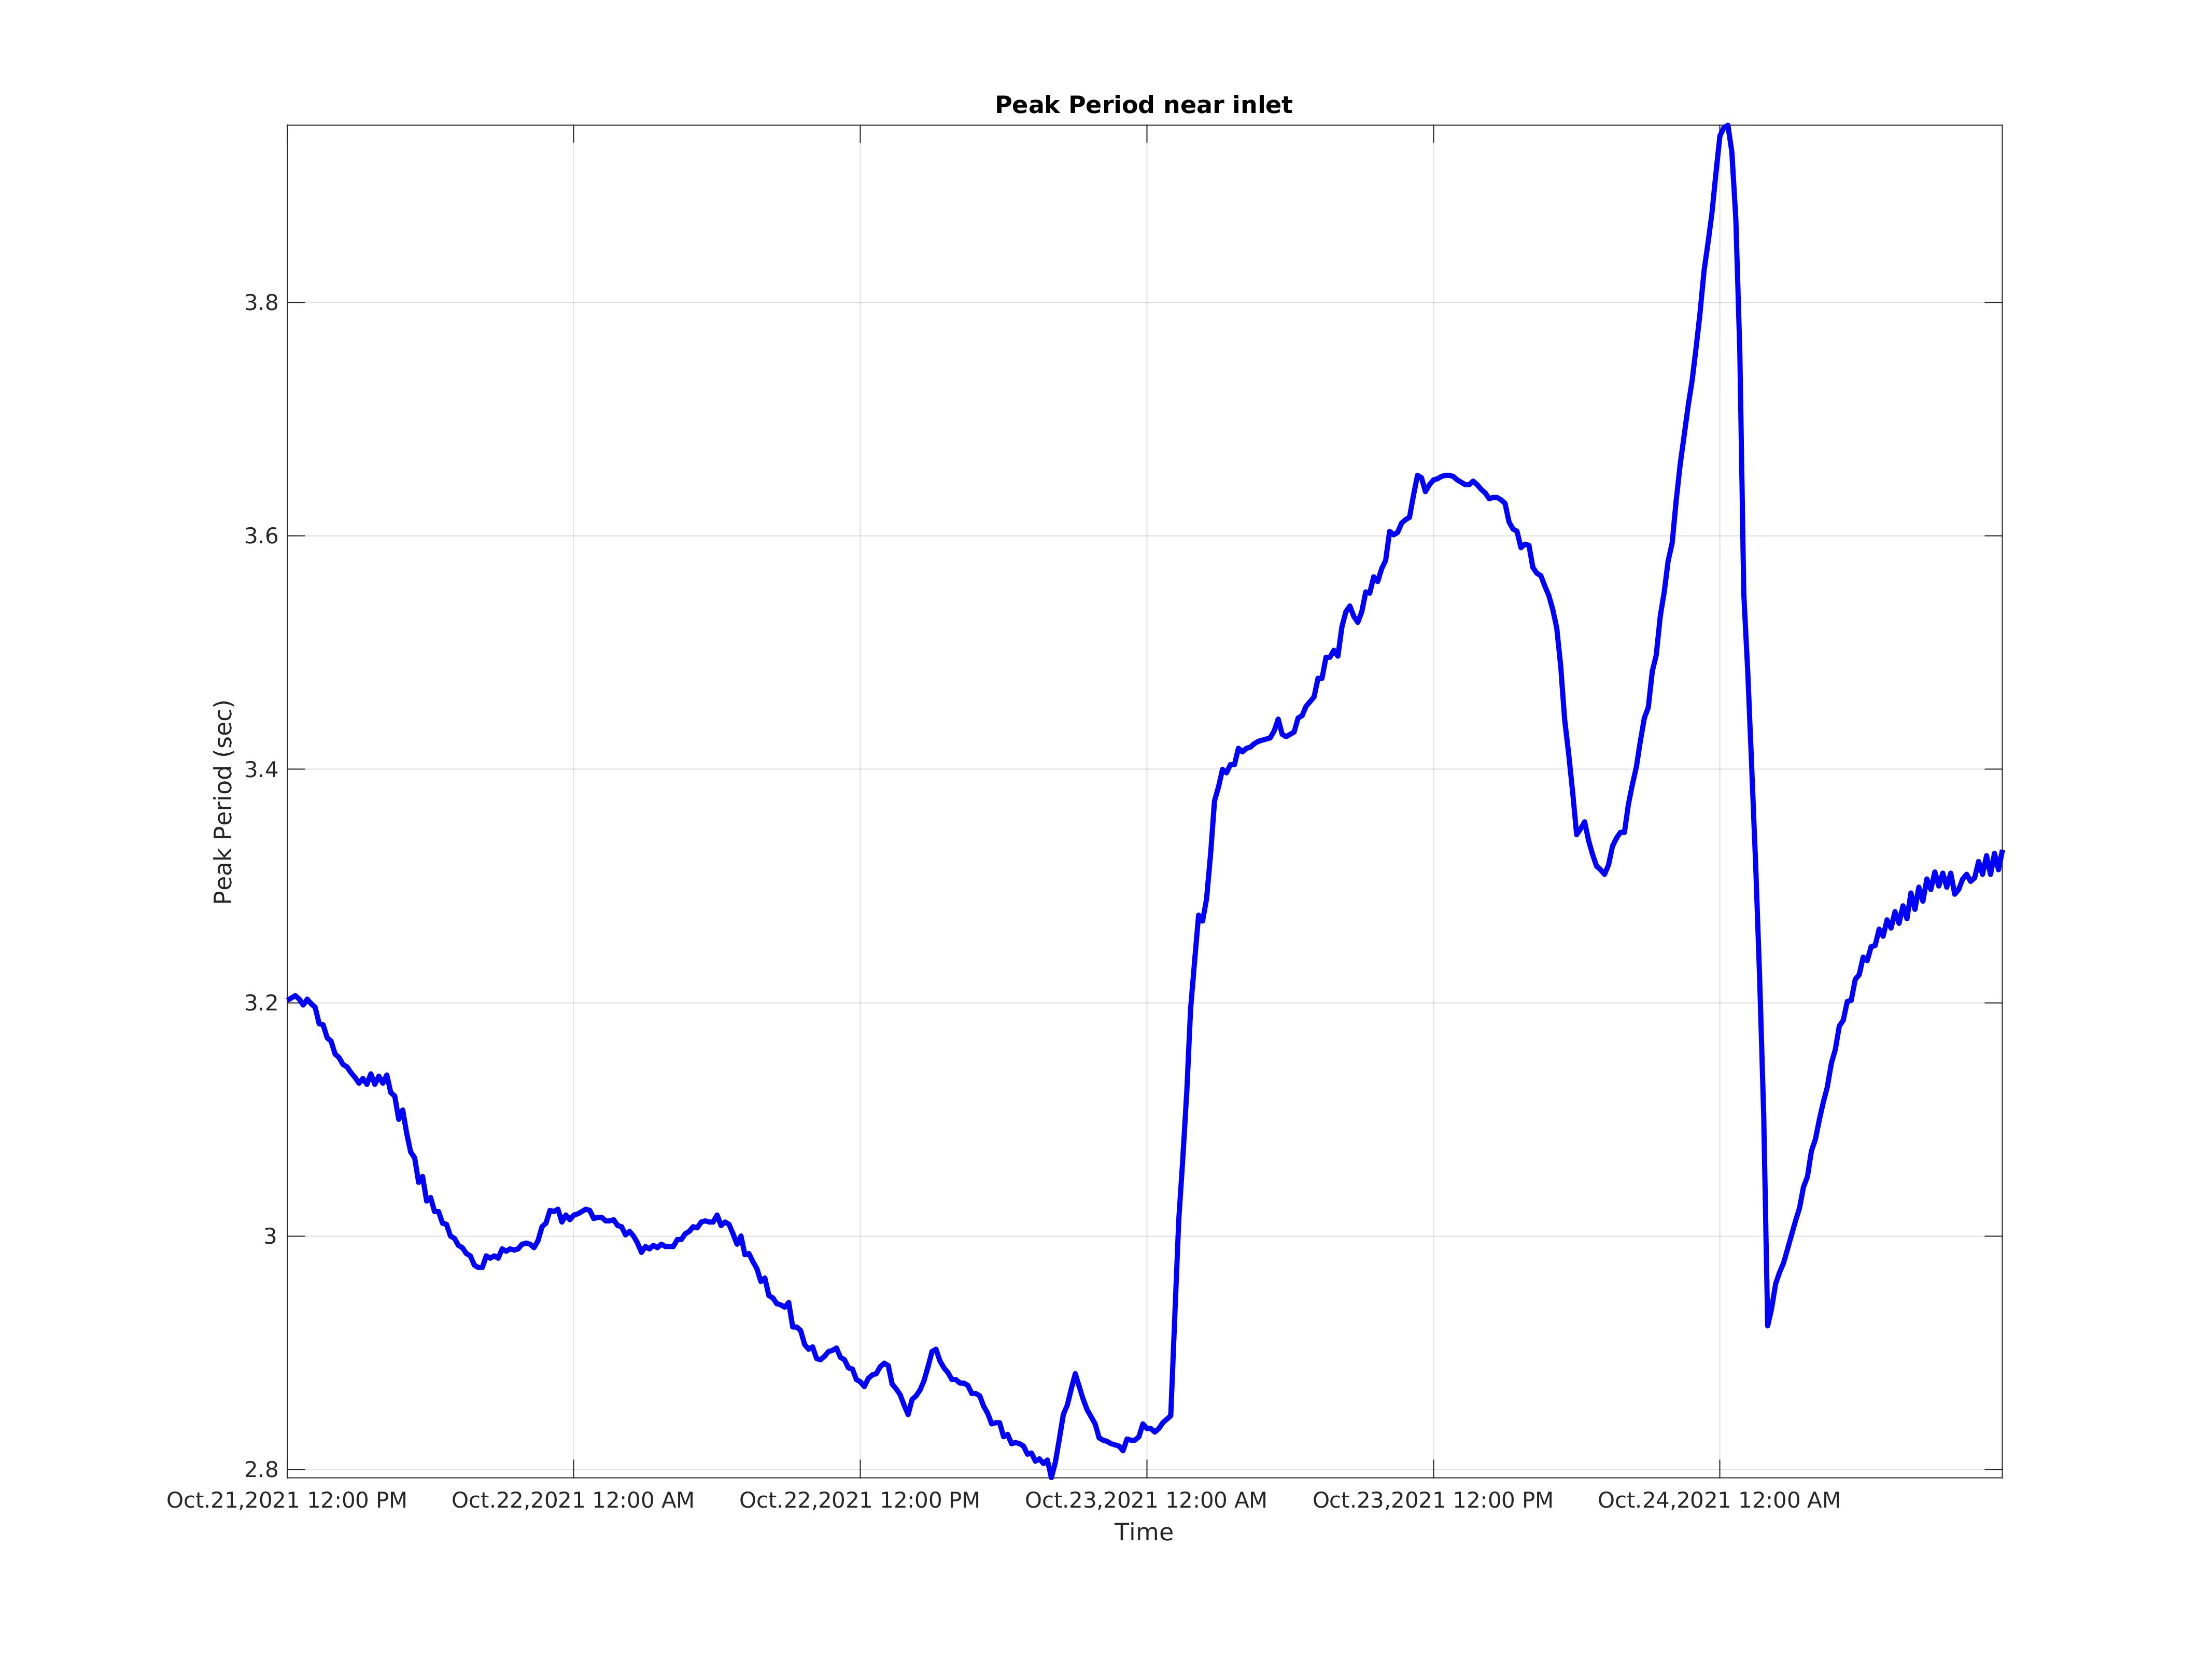 Peak Period near inlet
Peak Period (sec)
3.8
3.6
3.4
3.2
3
2.8
Oct.21,2021 12:00 PM
Oct.22,2021 12:00 AM
Oct.22,2021 12:00 PM
Oct.23,2021 12:00 AM
Oct.23,2021 12:00 PM
Oct.24,2021 12:00 AM
Time